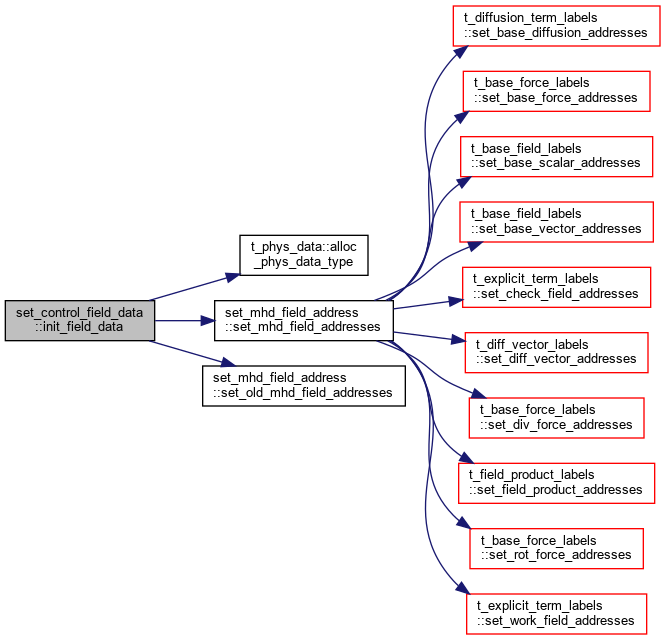 set_control_field_data
::init_field_data
t_phys_data::alloc
_phys_data_type
set_mhd_field_address
::set_mhd_field_addresses
set_mhd_field_address
::set_old_mhd_field_addresses
t_diffusion_term_labels
::set_base_diffusion_addresses
t_base_force_labels
::set_base_force_addresses
t_base_field_labels
::set_base_scalar_addresses
t_base_field_labels
::set_base_vector_addresses
t_explicit_term_labels
::set_check_field_addresses
t_diff_vector_labels
::set_diff_vector_addresses
t_base_force_labels
::set_div_force_addresses
t_field_product_labels
::set_field_product_addresses
t_base_force_labels
::set_rot_force_addresses
t_explicit_term_labels
::set_work_field_addresses